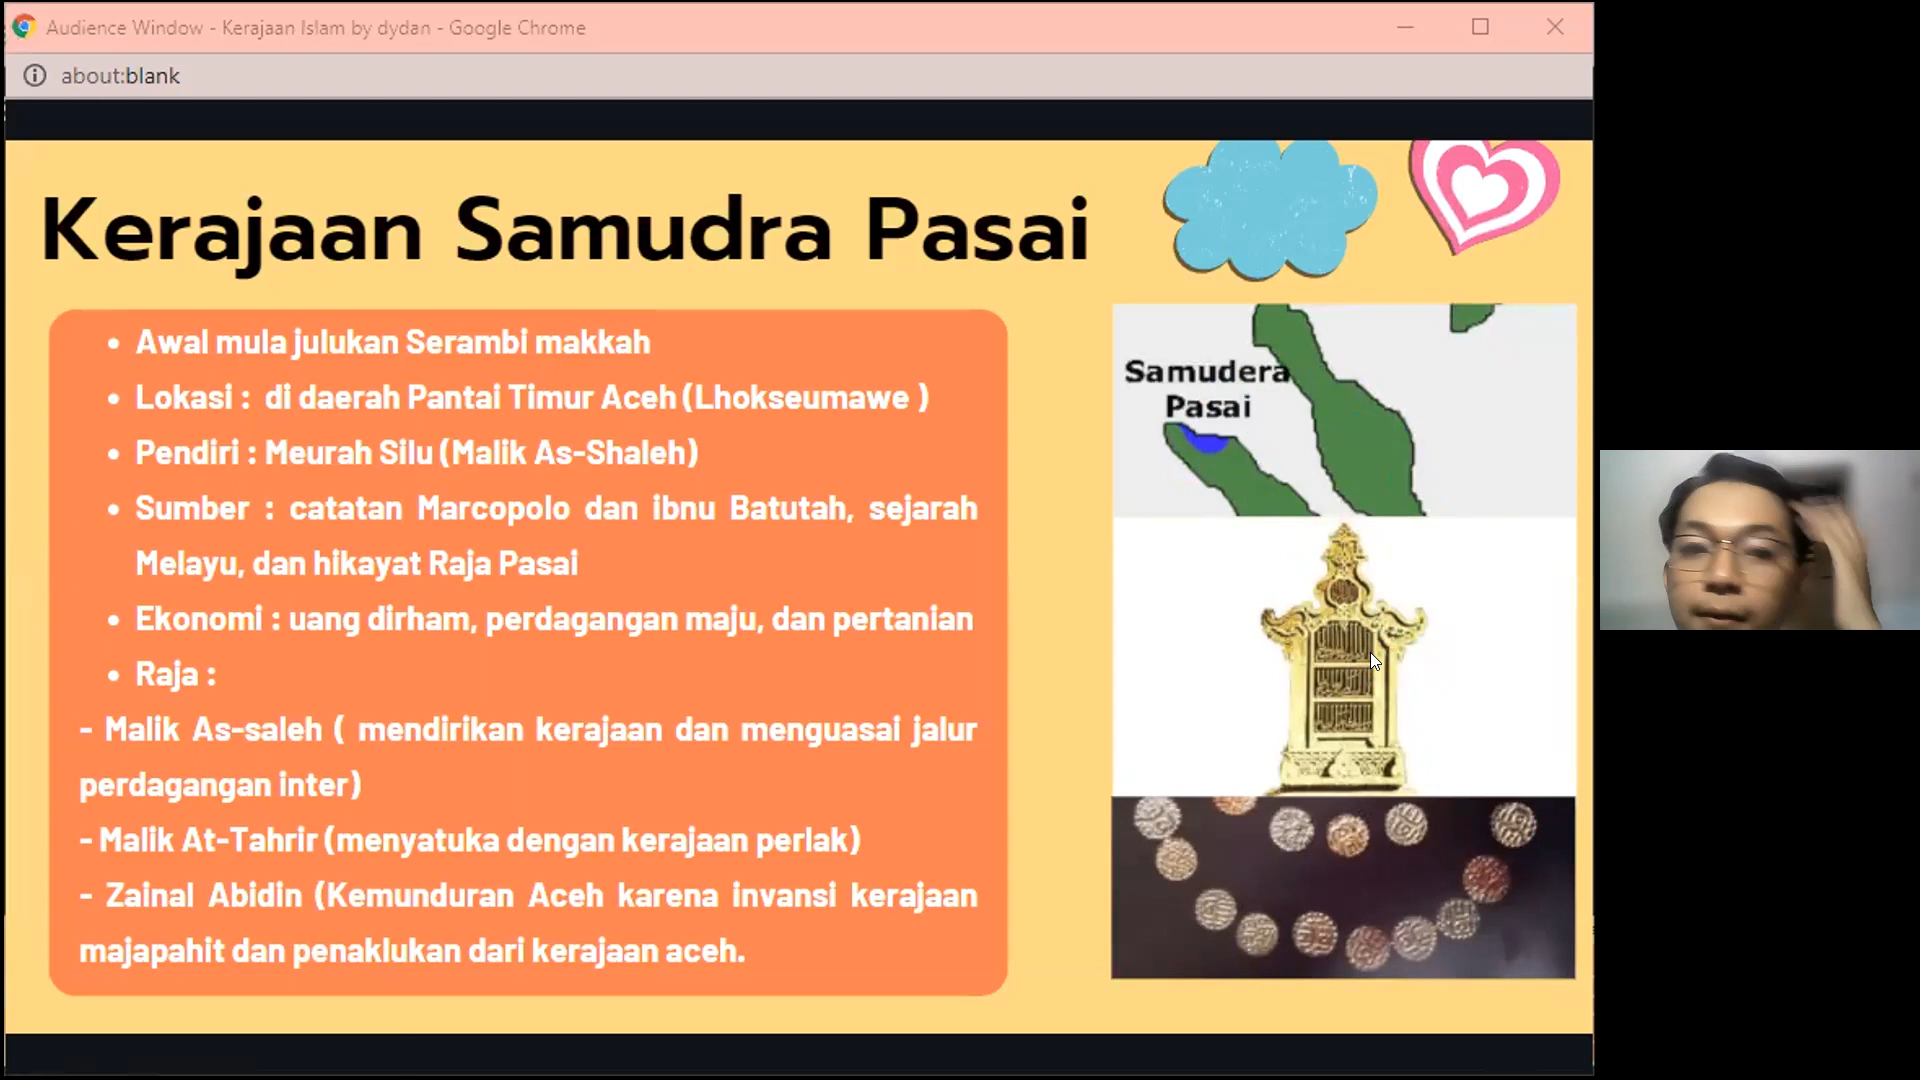 Audience Window - Kerajaan Islam by dydan - Google Chrome
about:blank
Kerajaan Samudra Pasai
• Awal mula julukan Serambi makkah
• Lokasi : di daerah Pantai Timur Aceh (Lhokseumawe )
• Pendiri : Meurah Silu (Malik As-Shaleh)
• Sumber : catatan Marcopolo dan ibnu Batutah, sejarah
Melayu, dan hikayat Raja Pasai
• Ekonomi : uang dirham, perdagangan maju, dan pertanian
• Raja :
- Malik As-saleh ( mendirikan kerajaan dan menguasai jalur
perdagangan inter)
- Malik At-Tahrir (menyatuka dengan kerajaan perlak)
- Zainal Abidin (Kemunduran Aceh karena invansi kerajaan
majapahit dan penaklukan dari kerajaan aceh.
Samudera
Pasai